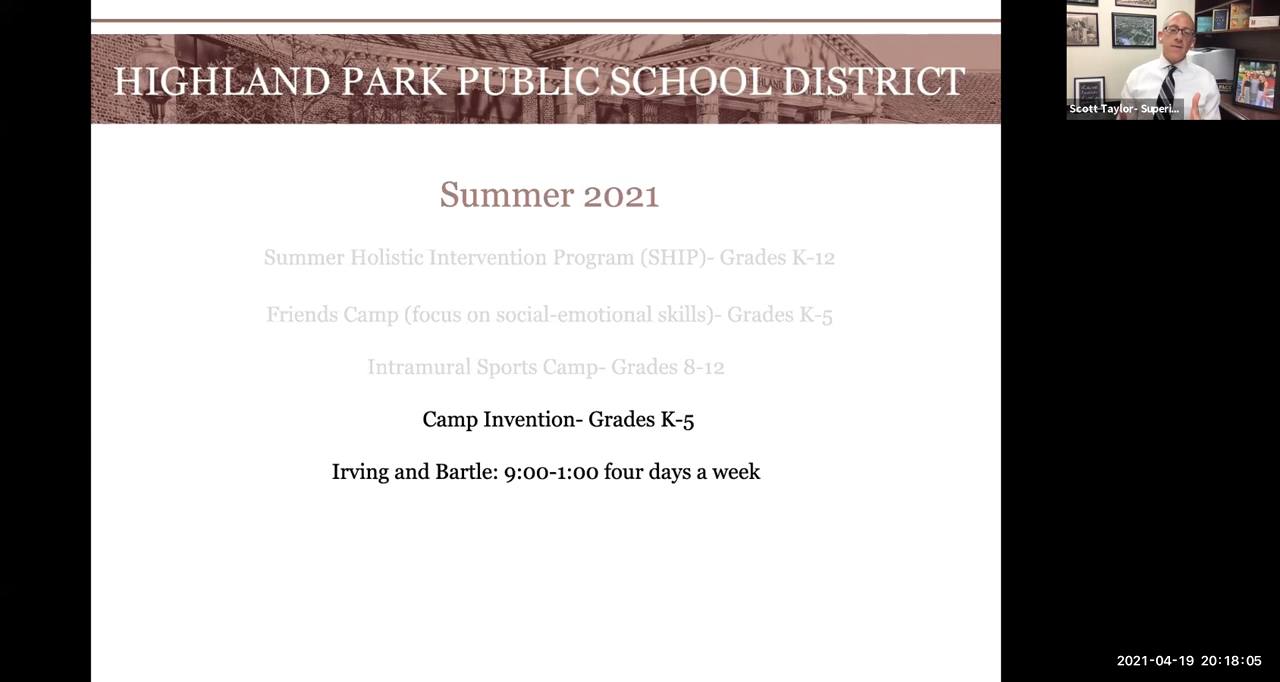 HIGHLAND PARK PUBLIC SCHOOL DISTRICT
Scott Taylor- Superi...
Summer 2021
Summer Holistic Intervention Program (SHIP)- Grades K-12
Friends Camp (focus on social-emotional skills)- Grades K-5
Intramural Sports Camp- Grades 8-12
Camp Invention- Grades K-5
Irving and Bartle: 9:00-1:00 four days a week
2021-04-19 20:18:05